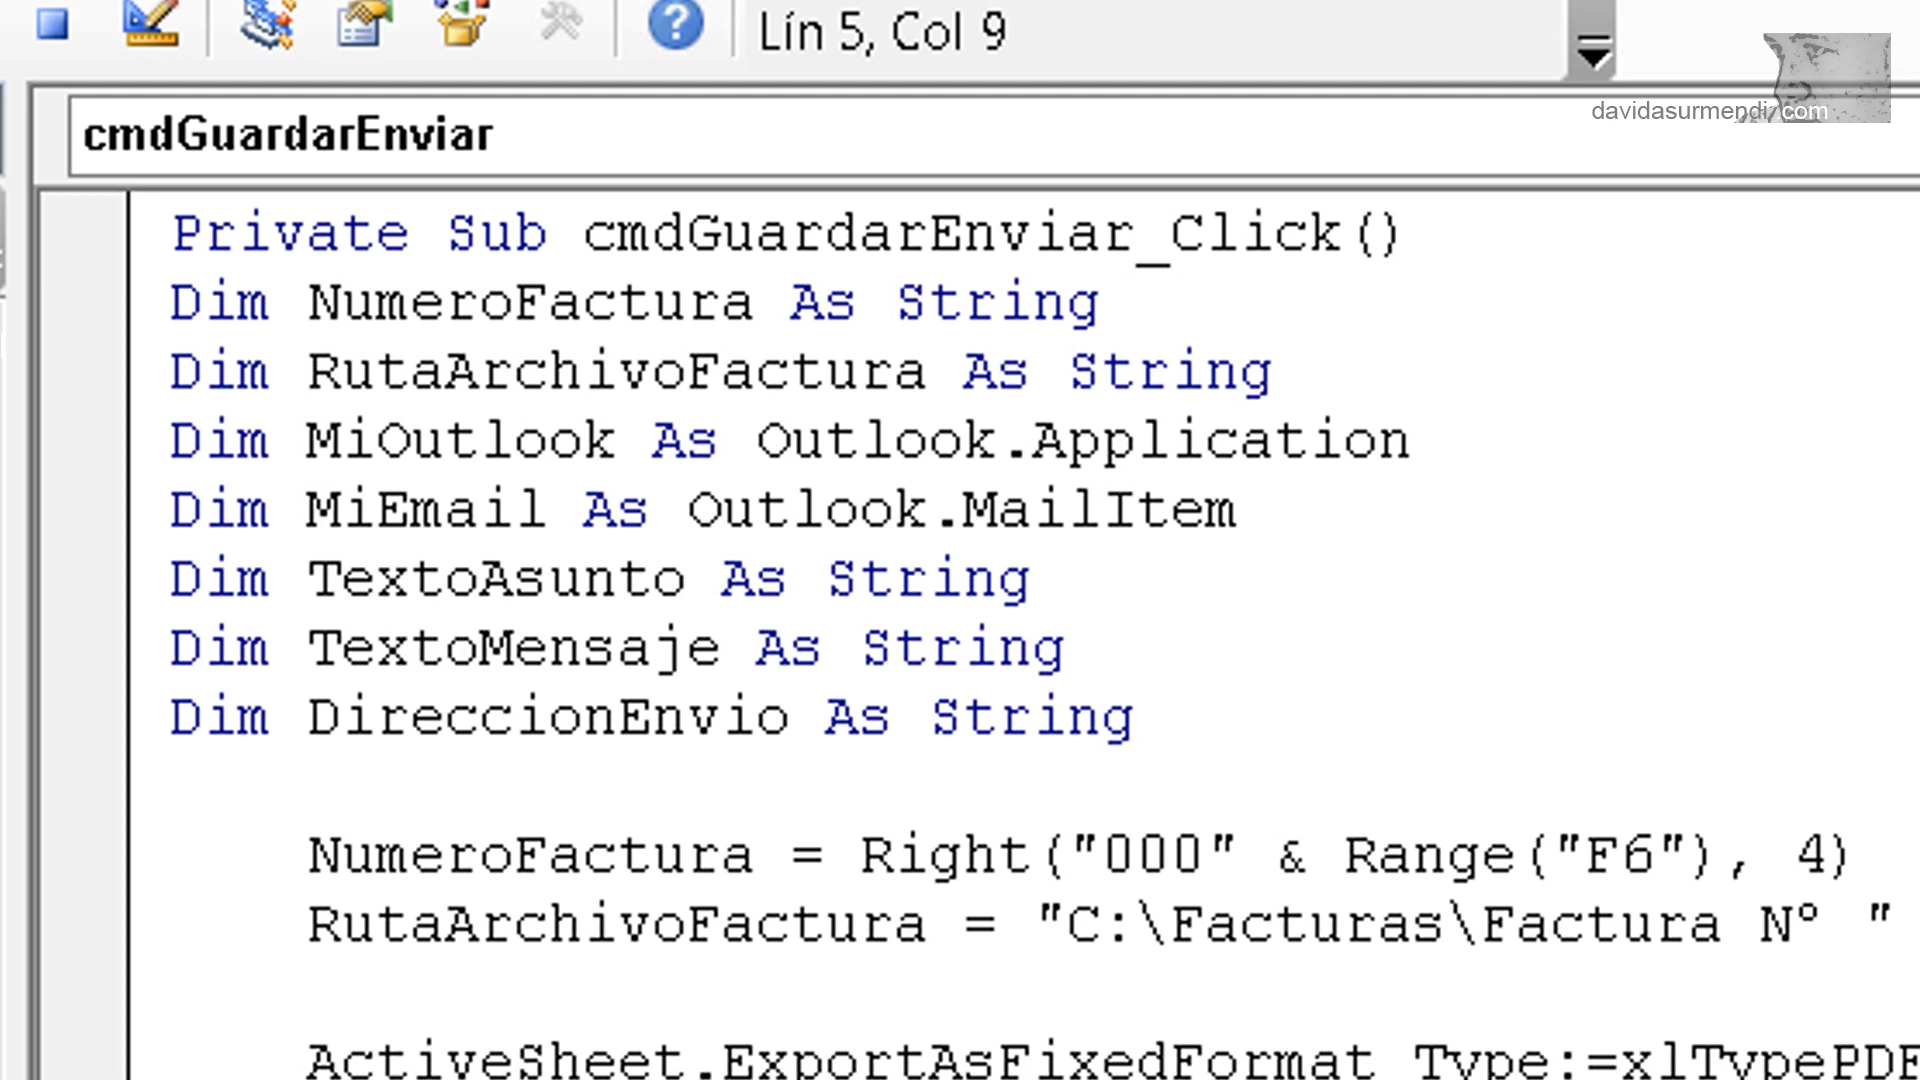 Lín 5, Col 9
davidasurmendi.com
cmdGuardarEnviar
Private Sub cmdGuardarEnviar_Click()
Dim NumeroFactura As String
Dim RutaArchivoFactura As String
Dim MiOutlook As Outlook.Application
Dim MiEmail As Outlook.MailItem
Dim TextoAsunto As String
Dim TextoMensaje As String
Dim DireccionEnvio As String
NumeroFactura = Right("000" & Range("F6"), 4)
RutaArchivoFactura = "C:\Facturas\Factura Nº "
ActiveSheet.ExportAsFixedFormat Type:=xlTypePDF